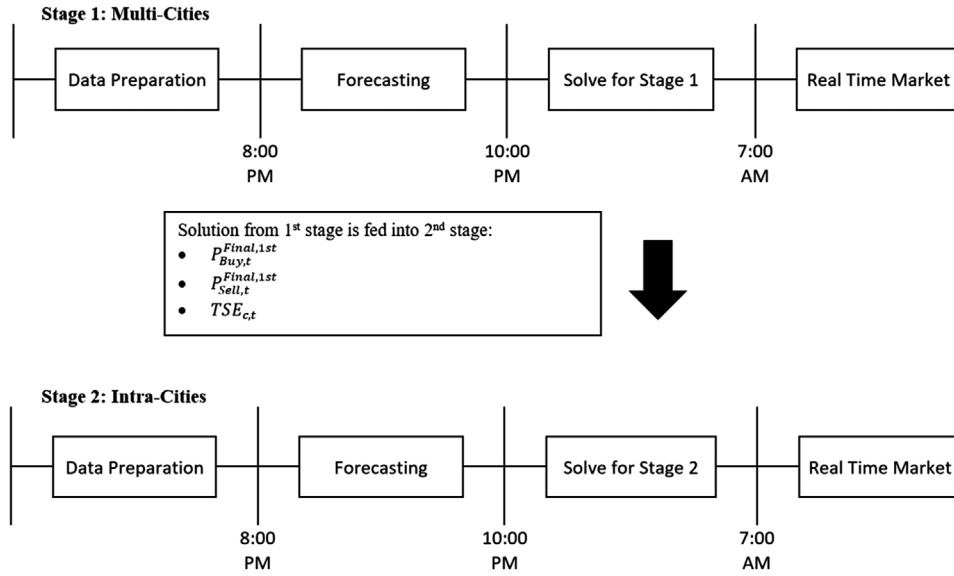 Stage 1: Multi-Cities
Data Preparation
Forecasting
Solve for Stage 1
Real Time Market
8:00
PM
10:00
PM
7:00
AM
Solution from 1st stage is fed into 2nd stage:
• P_{Buy,t}^{Final,1st}
• P_{Sell,t}^{Final,1st}
• TSE_{c,t}
Stage 2: Intra-Cities
Data Preparation
Forecasting
Solve for Stage 2
Real Time Market
8:00
PM
10:00
PM
7:00
AM